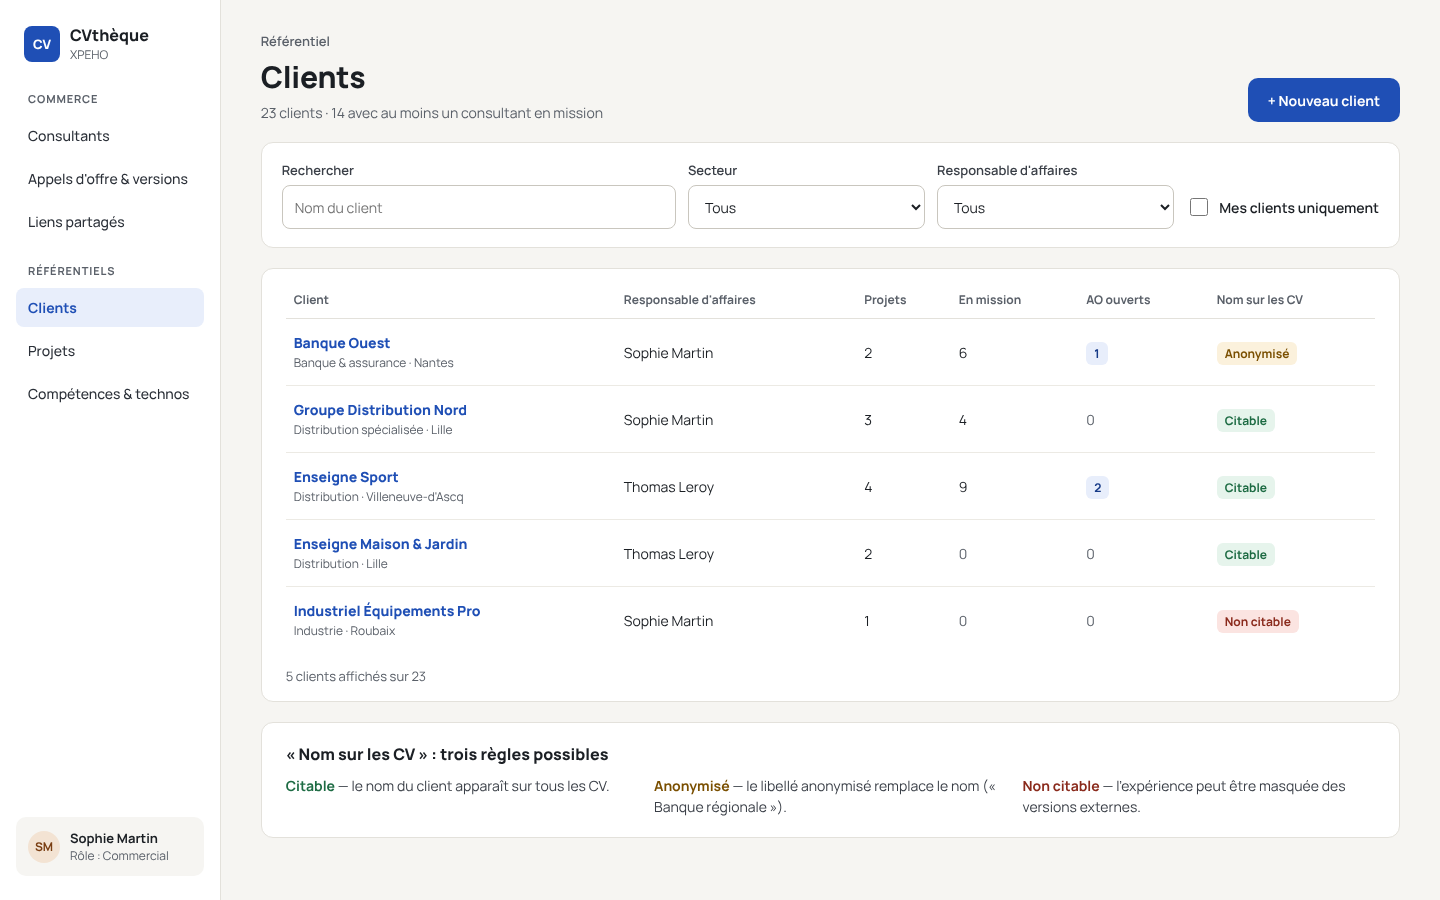 CV
CVthèque
XPEHO
COMMERCE
Consultants
Appels d'offre & versions
Liens partagés
RÉFÉRENTIELS
Clients
Projets
Compétences & technos
SM
Sophie Martin
Rôle : Commercial
Référentiel
Clients
23 clients · 14 avec au moins un consultant en mission
+ Nouveau client
Rechercher
Nom du client
Secteur
Tous
Responsable d'affaires
Tous
Mes clients uniquement
Client Responsable d'affaires Projets En mission AO ouverts Nom sur les CV
Banque Ouest
Banque & assurance · Nantes
Sophie Martin 2 6 1 Anonymisé
Groupe Distribution Nord
Distribution spécialisée · Lille
Sophie Martin 3 4 0 Citable
Enseigne Sport
Distribution · Villeneuve-d'Ascq
Thomas Leroy 4 9 2 Citable
Enseigne Maison & Jardin
Distribution · Lille
Thomas Leroy 2 0 0 Citable
Industriel Équipements Pro
Industrie · Roubaix
Sophie Martin 1 0 0 Non citable
5 clients affichés sur 23
« Nom sur les CV » : trois règles possibles
Citable — le nom du client apparaît sur tous les CV.
Anonymisé — le libellé anonymisé remplace le nom («
Banque régionale »).
Non citable — l'expérience peut être masquée des
versions externes.